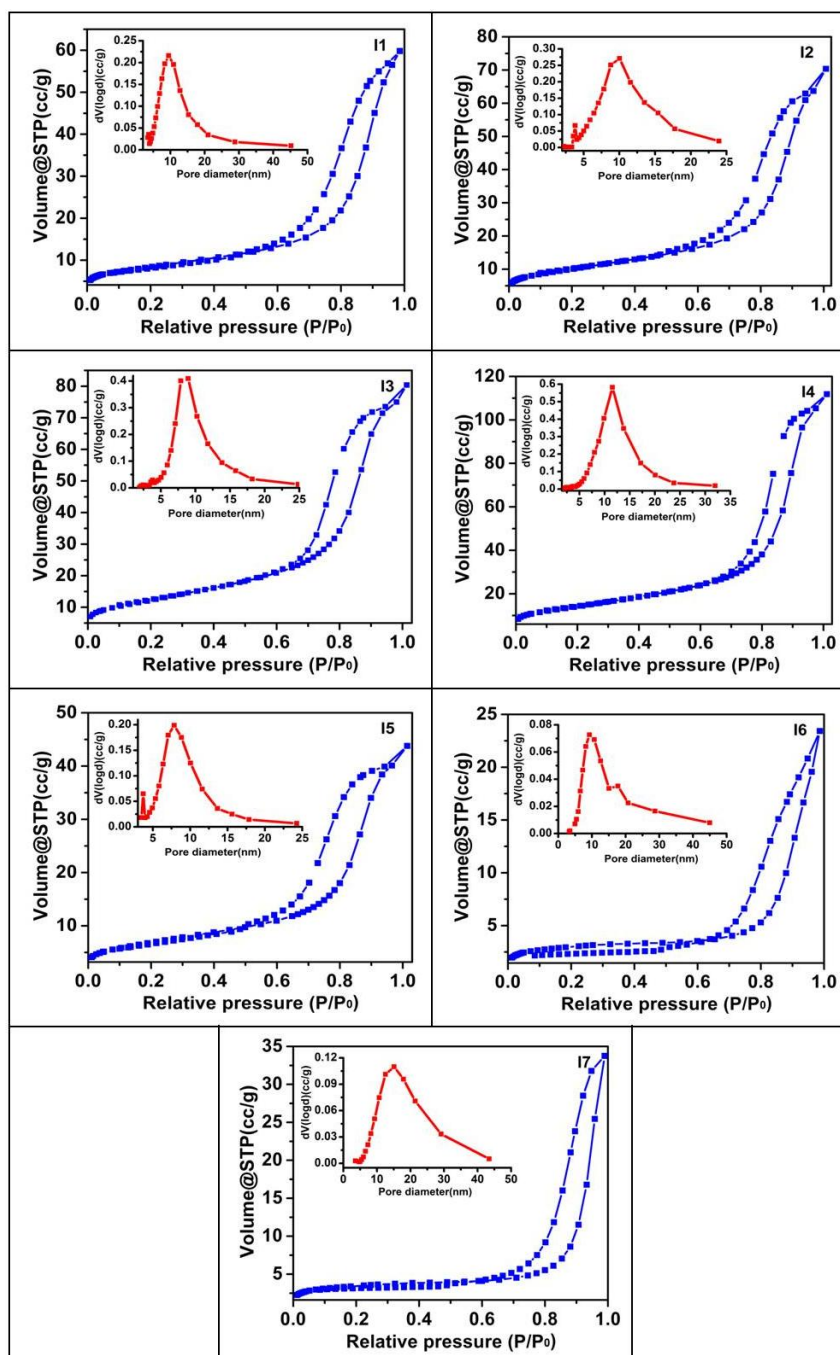 I1
Volume@STP(cc/g)
60
50
40
30
20
10
0.0 0.2 0.4 0.6 0.8 1.0
Relative pressure (P/P₀)
dV(logd)(cc/g)
0.25
0.20
0.15
0.10
0.05
0.00
10 20 30 40 50
Pore diameter(nm)
I2
Volume@STP(cc/g)
80
70
60
50
40
30
20
10
0.0 0.2 0.4 0.6 0.8 1.0
Relative pressure (P/P₀)
dV(logd)(cc/g)
0.30
0.20
0.10
0.00
5 10 15 20 25
Pore diameter(nm)
I3
Volume@STP(cc/g)
80
70
60
50
40
30
20
10
0.0 0.2 0.4 0.6 0.8 1.0
Relative pressure (P/P₀)
dV(logd)(cc/g)
0.4
0.3
0.2
0.1
0.0
0 5 10 15 20 25
Pore diameter(nm)
I4
Volume@STP(cc/g)
120
100
80
60
40
20
0.0 0.2 0.4 0.6 0.8 1.0
Relative pressure (P/P₀)
dV(logd)(cc/g)
0.6
0.5
0.4
0.3
0.2
0.1
0.0
5 10 15 20 25 30 35
Pore diameter(nm)
I5
Volume@STP(cc/g)
50
40
30
20
10
0.0 0.2 0.4 0.6 0.8 1.0
Relative pressure (P/P₀)
dV(logd)(cc/g)
0.20
0.15
0.10
0.05
0.00
5 10 15 20 25
Pore diameter(nm)
I6
Volume@STP(cc/g)
25
20
15
10
5
0.0 0.2 0.4 0.6 0.8 1.0
Relative pressure (P/P₀)
dV(logd)(cc/g)
0.08
0.06
0.04
0.02
0.00
0 10 20 30 40 50
Pore diameter(nm)
I7
Volume@STP(cc/g)
35
30
25
20
15
10
5
0.0 0.2 0.4 0.6 0.8 1.0
Relative pressure (P/P₀)
dV(logd)(cc/g)
0.12
0.09
0.06
0.03
0.00
0 10 20 30 40 50
Pore diameter(nm)